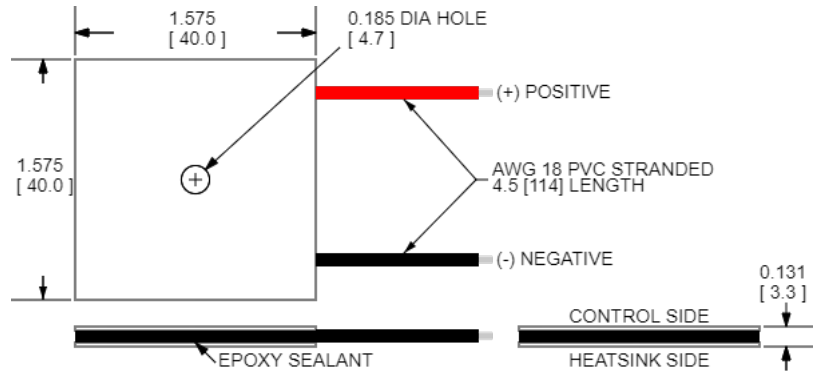 1.575
[ 40.0 ]
0.185 DIA HOLE
[ 4.7 ]
(+) POSITIVE
1.575
[ 40.0 ]
AWG 18 PVC STRANDED
4.5 [114] LENGTH
(-) NEGATIVE
0.131
[ 3.3 ]
CONTROL SIDE
EPOXY SEALANT
HEATSINK SIDE